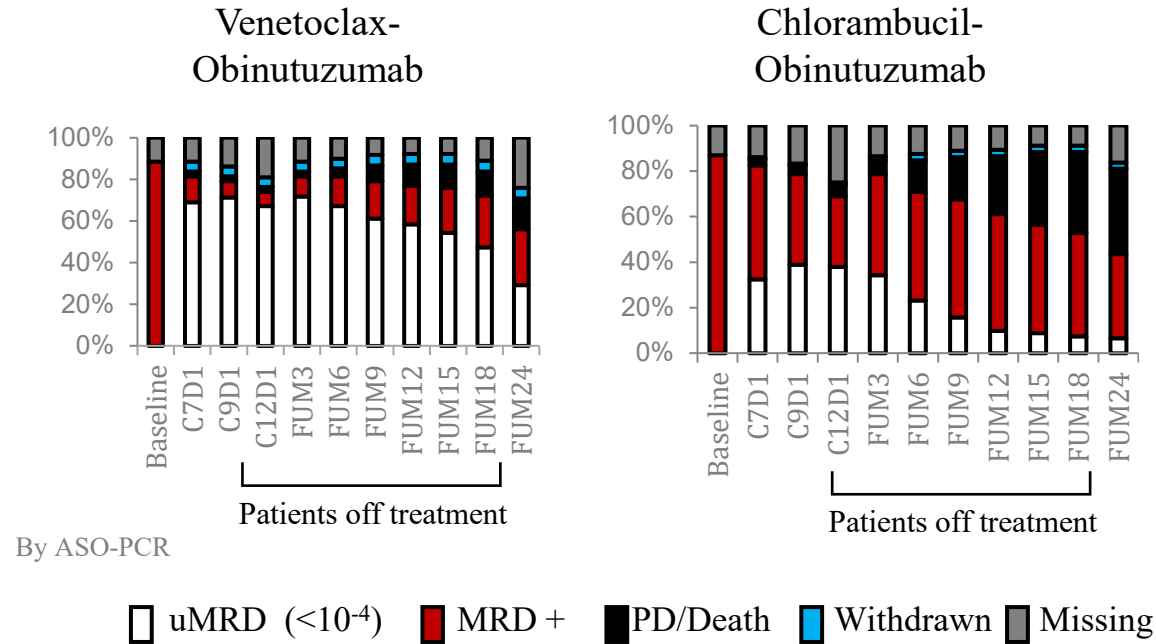 Venetoclax-
Obinutuzumab
100%
80%
60%
40%
20%
0%
Baseline
C7D1
C9D1
C12D1
FUM3
FUM6
FUM9
FUM12
FUM15
FUM18
FUM24
Patients off treatment
Chlorambucil-
Obinutuzumab
100%
80%
60%
40%
20%
0%
Baseline
C7D1
C9D1
C12D1
FUM3
FUM6
FUM9
FUM12
FUM15
FUM18
FUM24
Patients off treatment
By ASO-PCR
uMRD (<10⁻⁴) MRD + PD/Death Withdrawn Missing